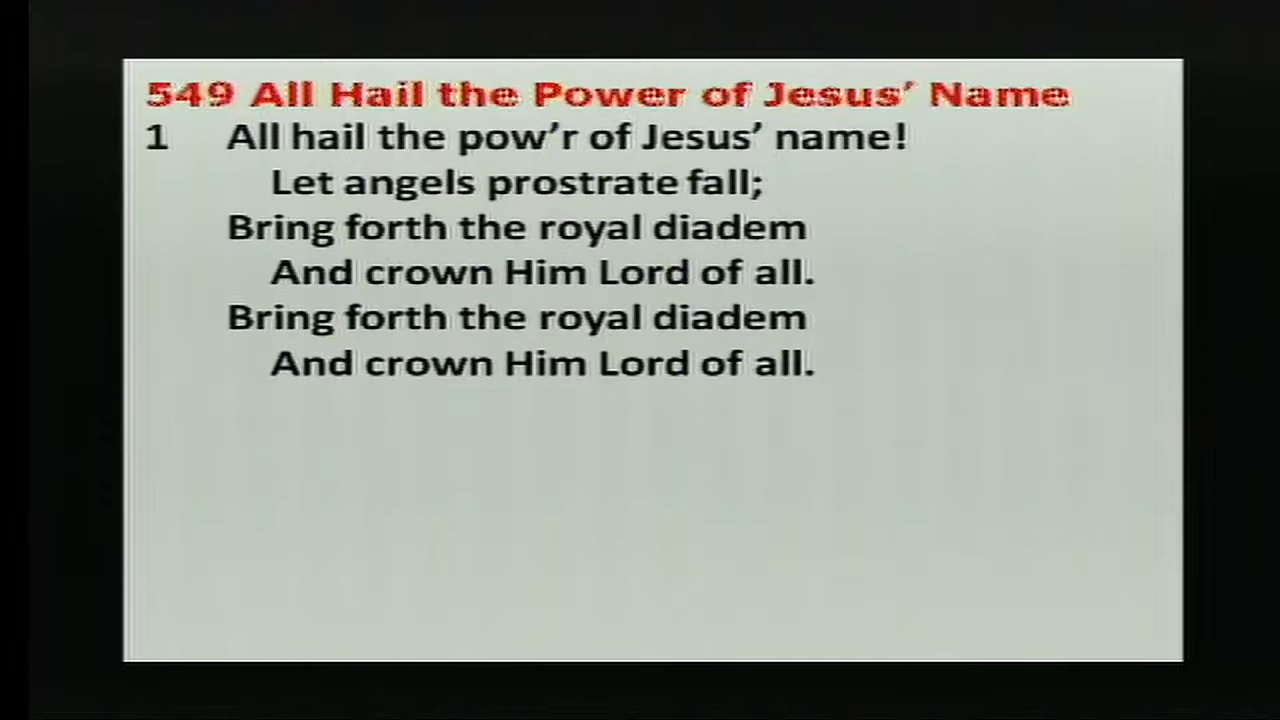 549 All Hail the Power of Jesus’ Name
1 All hail the pow’r of Jesus’ name!
Let angels prostrate fall;
Bring forth the royal diadem
And crown Him Lord of all.
Bring forth the royal diadem
And crown Him Lord of all.